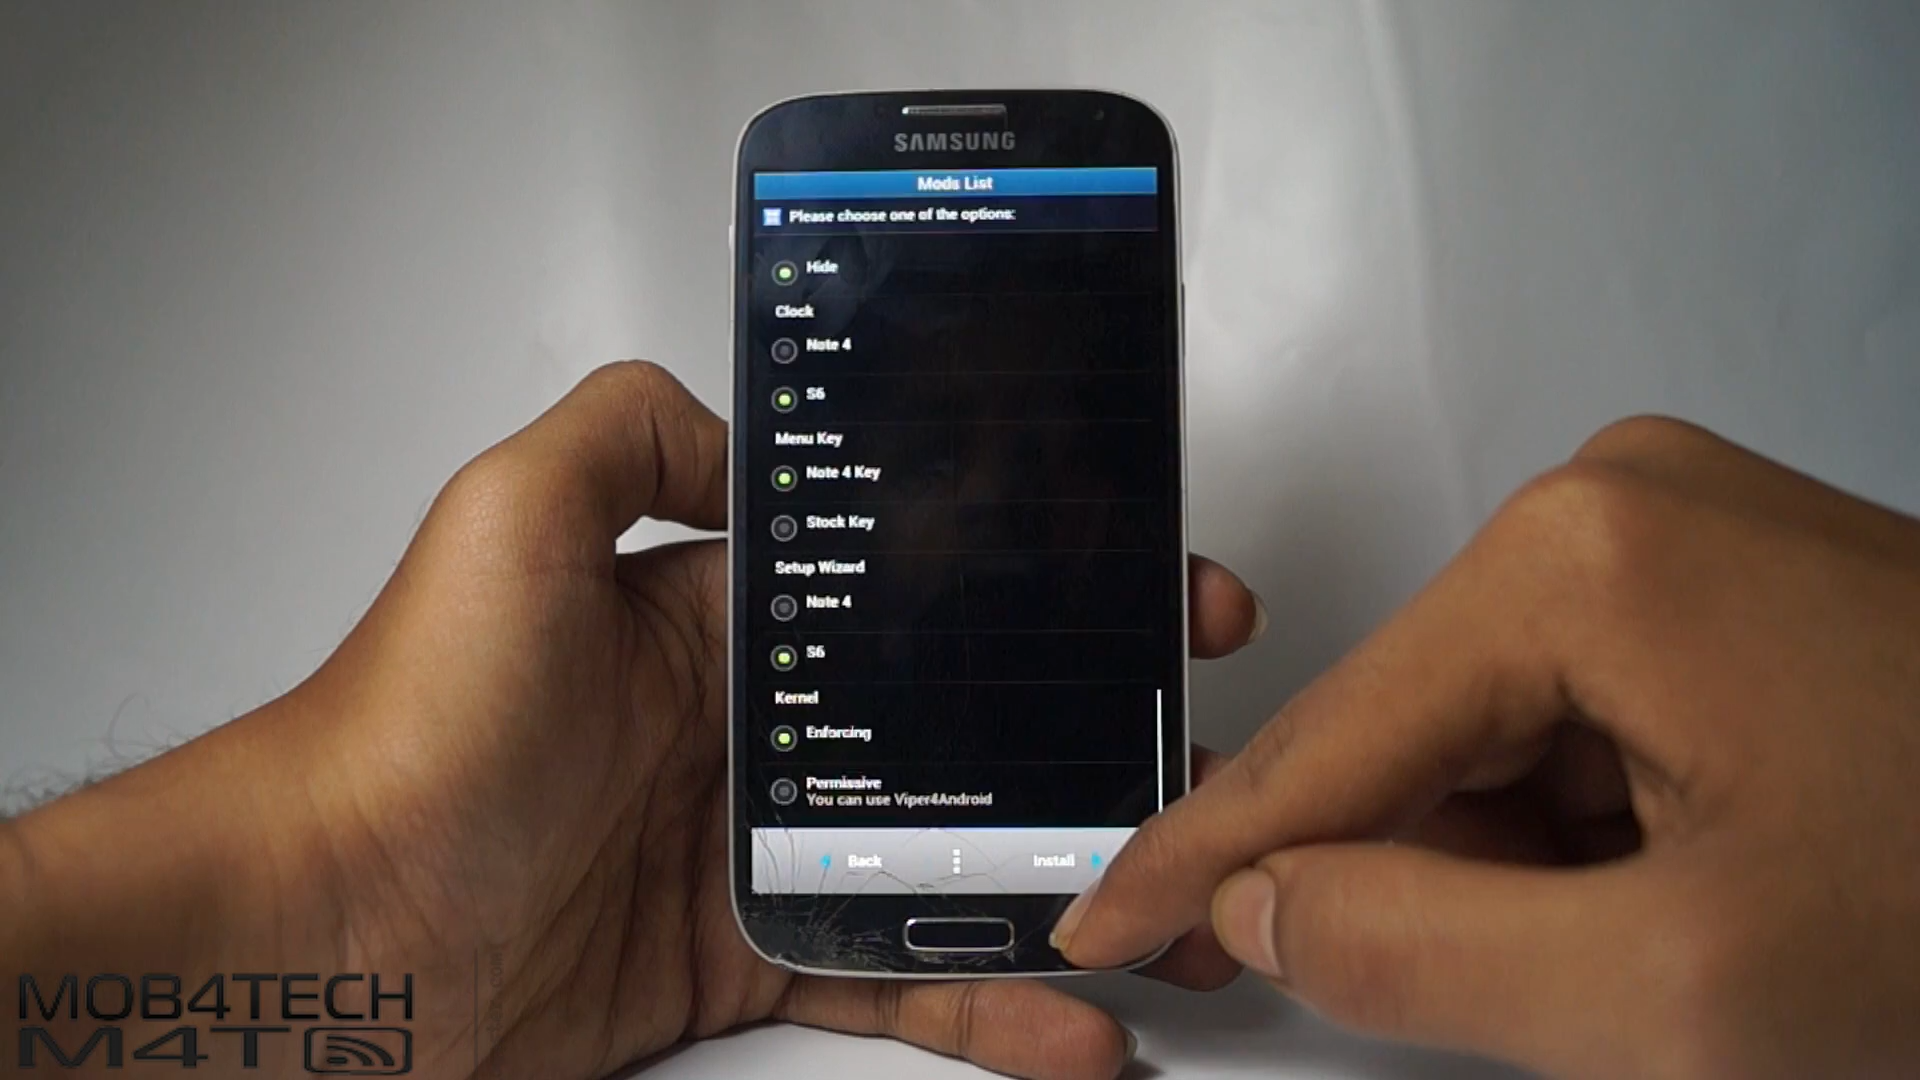 SAMSUNG
Mods List
Please choose one of the options:
Hide
Clock
Note 4
S6
Menu Key
Note 4 Key
Stock Key
Setup Wizard
Note 4
S6
Kernel
Enforcing
Permissive
You can use Viper4Android
Back
Install
MOB4TECH
M4T